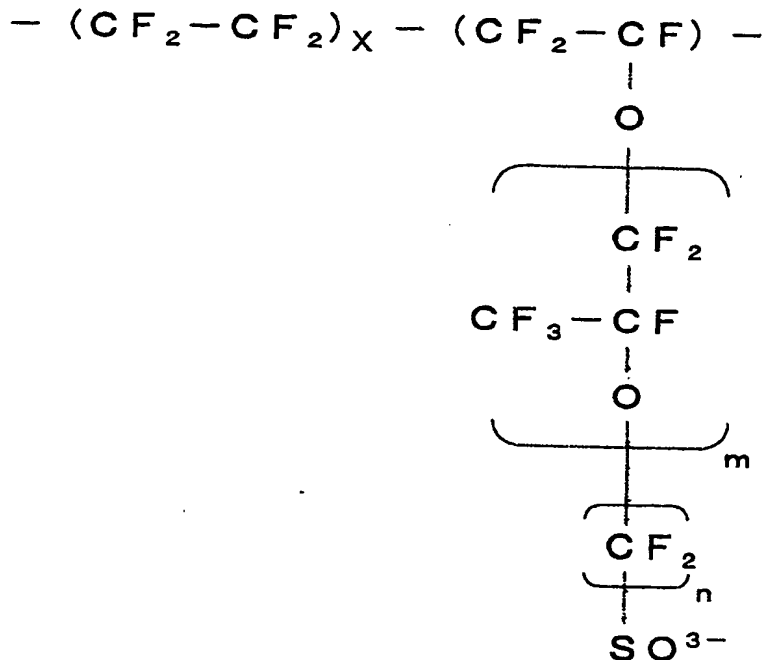 — (CF₂—CF₂)ₓ — (CF₂—CF) —
O
CF₂
CF₃—CF
O
m
CF₂
n
SO³⁻